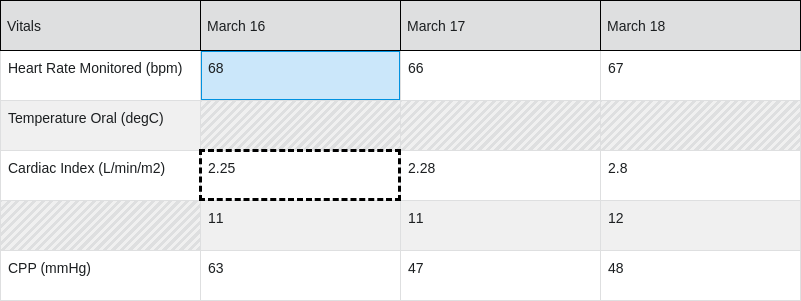 Vitals March 16 March 17 March 18
Heart Rate Monitored (bpm) 68 66 67
Temperature Oral (degC)
Cardiac Index (L/min/m2) 2.25 2.28 2.8
11 11 12
CPP (mmHg) 63 47 48